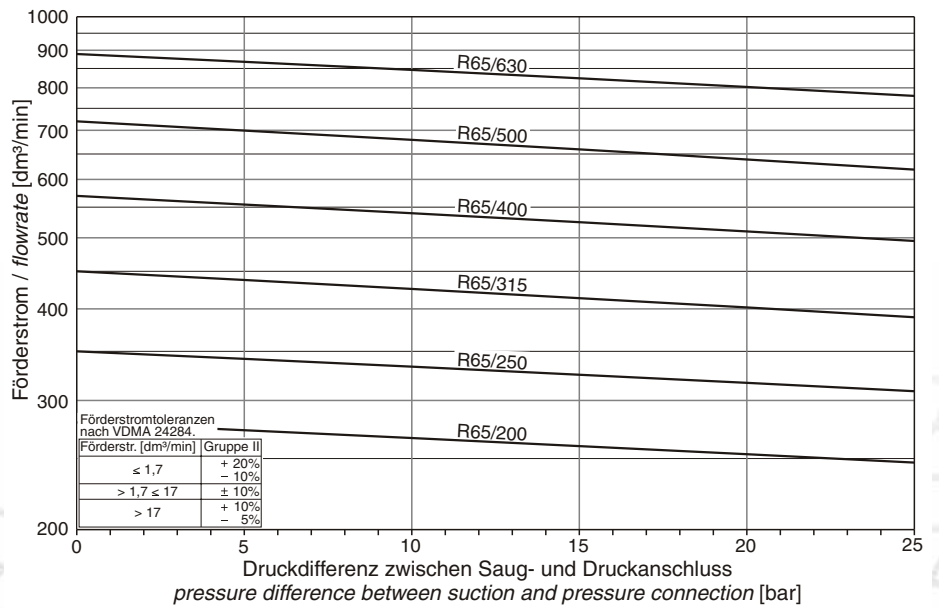 1000
900
800
700
600
500
400
300
200
Förderstrom / flowrate [dm³/min]
R65/630
R65/500
R65/400
R65/315
R65/250
R65/200
Förderstromtoleranzen
nach VDMA 24284.
Förderstr. [dm³/min] Gruppe II
≤ 1,7 + 20%
− 10%
> 1,7 ≤ 17 ± 10%
> 17 + 10%
− 5%
0 5 10 15 20 25
Druckdifferenz zwischen Saug- und Druckanschluss
pressure difference between suction and pressure connection [bar]